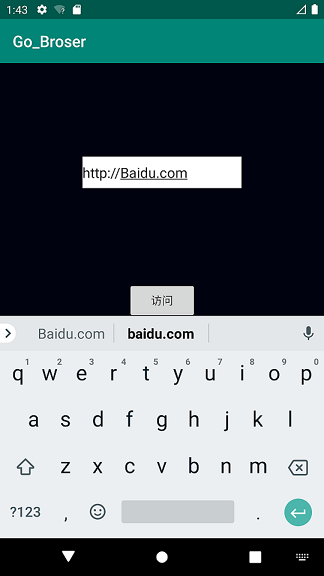 1:43
Go_Broser
http://Baidu.com
访问
Baidu.com baidu.com
1 2 3 4 5 6 7 8 9 0
q w e r t y u i o p
a s d f g h j k l
z x c v b n m
?123 , .